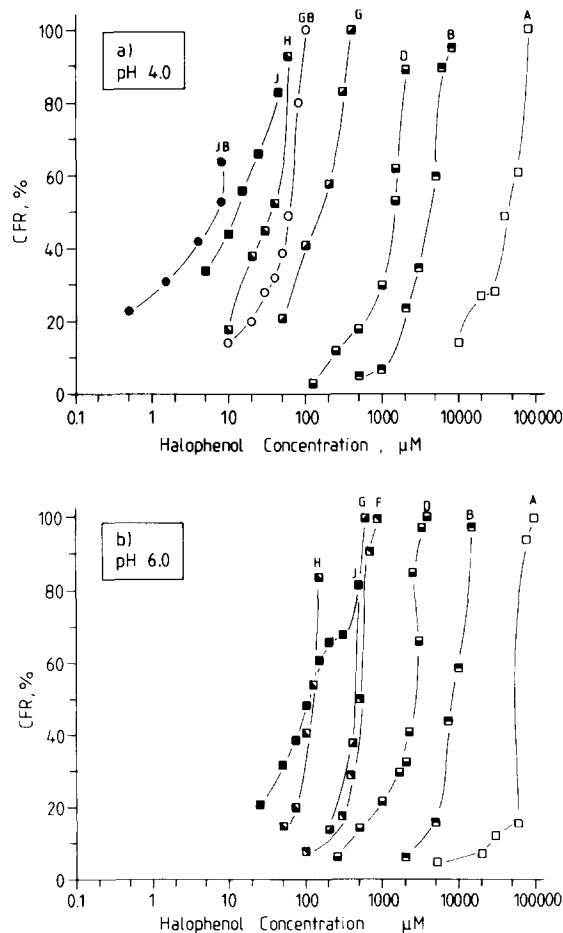 a)
pH 4.0
JB
J
H
GB
G
D
B
A
CFR, %
100
80
60
40
20
0
0.1
1
10
100
1000
10000
100000
Halophenol Concentration , µM
b)
pH 6.0
H
J
G
F
D
B
A
CFR, %
100
80
60
40
20
0
0.1
1
10
100
1000
10000
100000
Halophenol Concentration µM